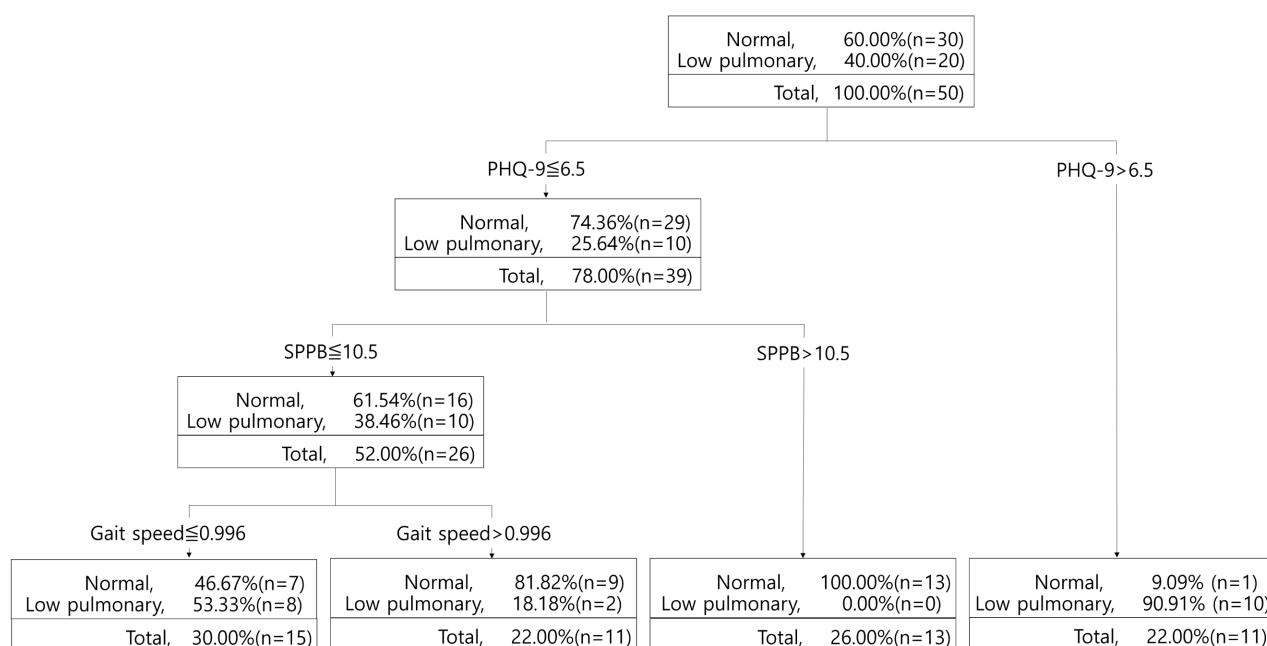 Normal, 60.00%(n=30)
Low pulmonary, 40.00%(n=20)
Total, 100.00%(n=50)
PHQ-9≦6.5
PHQ-9>6.5
Normal, 74.36%(n=29)
Low pulmonary, 25.64%(n=10)
Total, 78.00%(n=39)
SPPB≦10.5
SPPB>10.5
Normal, 61.54%(n=16)
Low pulmonary, 38.46%(n=10)
Total, 52.00%(n=26)
Gait speed≦0.996
Gait speed>0.996
Normal, 46.67%(n=7)
Low pulmonary, 53.33%(n=8)
Total, 30.00%(n=15)
Normal, 81.82%(n=9)
Low pulmonary, 18.18%(n=2)
Total, 22.00%(n=11)
Normal, 100.00%(n=13)
Low pulmonary, 0.00%(n=0)
Total, 26.00%(n=13)
Normal, 9.09% (n=1)
Low pulmonary, 90.91% (n=10)
Total, 22.00%(n=11)